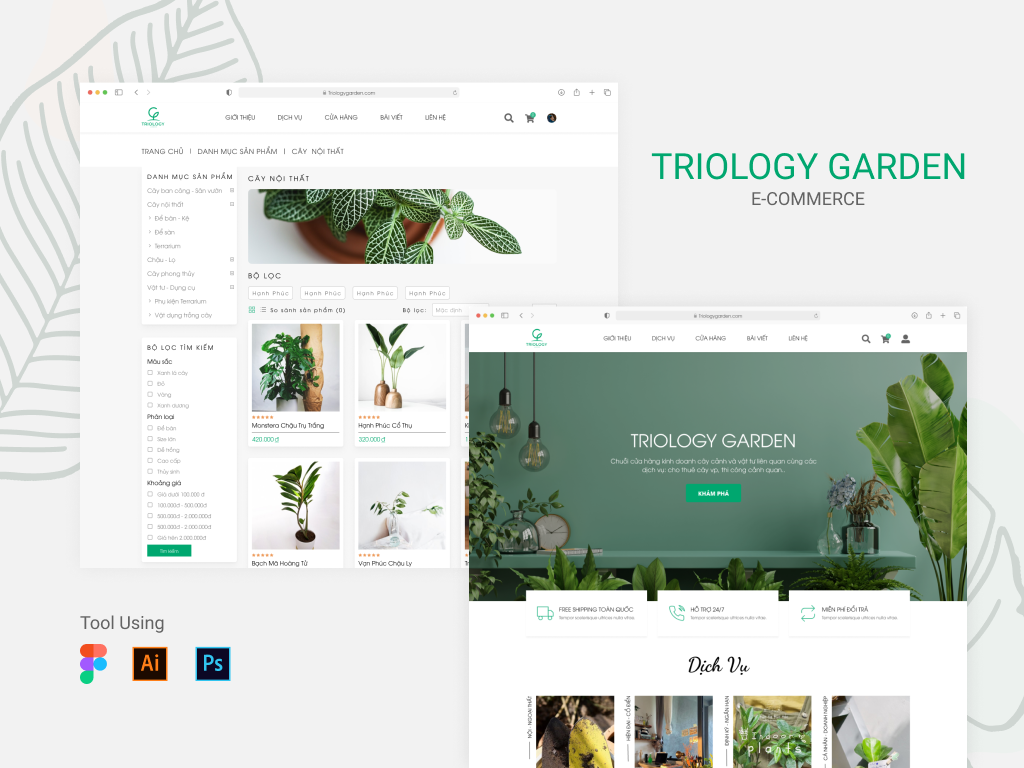 TRIOLOGY GARDEN
E-COMMERCE
Triologygarden.com
TRIOLOGY
GIỚI THIỆU
DỊCH VỤ
CỬA HÀNG
BÀI VIẾT
LIÊN HỆ
TRANG CHỦ | DANH MỤC SẢN PHẨM | CÂY NỘI THẤT
DANH MỤC SẢN PHẨM
Cây ban công - Sân vườn
Cây nội thất
Để bàn - Kệ
Để sàn
Terrarium
Chậu - Lọ
Cây phong thủy
Vật tư - Dụng cụ
Phụ kiện Terrarium
Vật dụng trồng cây
BỘ LỌC TÌM KIẾM
Màu sắc
Xanh lá cây
Đỏ
Vàng
Xanh dương
Phân loại
Để bàn
Size lớn
Dễ trồng
Cao cấp
Thủy sinh
Khoảng giá
Giá dưới 100.000 đ
100.000đ - 500.000đ
500.000đ - 2.000.000đ
500.000đ - 2.000.000đ
Giá trên 2.000.000đ
Tìm kiếm
CÂY NỘI THẤT
BỘ LỌC
Hạnh Phúc
Hạnh Phúc
Hạnh Phúc
Hạnh Phúc
So sánh sản phẩm (0)
Bộ lọc:
Mặc định
Monstera Chậu Trụ Trắng
420.000 ₫
Hạnh Phúc Cổ Thụ
320.000 ₫
Bạch Mã Hoàng Tử
Vạn Phúc Chậu Ly
Triologygarden.com
TRIOLOGY
GIỚI THIỆU
DỊCH VỤ
CỬA HÀNG
BÀI VIẾT
LIÊN HỆ
TRIOLOGY GARDEN
Chuỗi cửa hàng kinh doanh cây cảnh và vật tư liên quan cùng các
dịch vụ: cho thuê cây vp, thi công cảnh quan..
KHÁM PHÁ
FREE SHIPPING TOÀN QUỐC
Tempor scelerisque ultrices nulla vitae.
HỖ TRỢ 24/7
Tempor scelerisque ultrices nulla vitae.
MIỄN PHÍ ĐỔI TRẢ
Tempor scelerisque ultrices nulla vitae.
Dịch Vụ
NỘI - NGOẠI THẤT
HIỆN ĐẠI - CỔ ĐIỂN
Indoor
plants
CÁ NHÂN - DOANH NGHIỆP
Tool Using
Ai
Ps